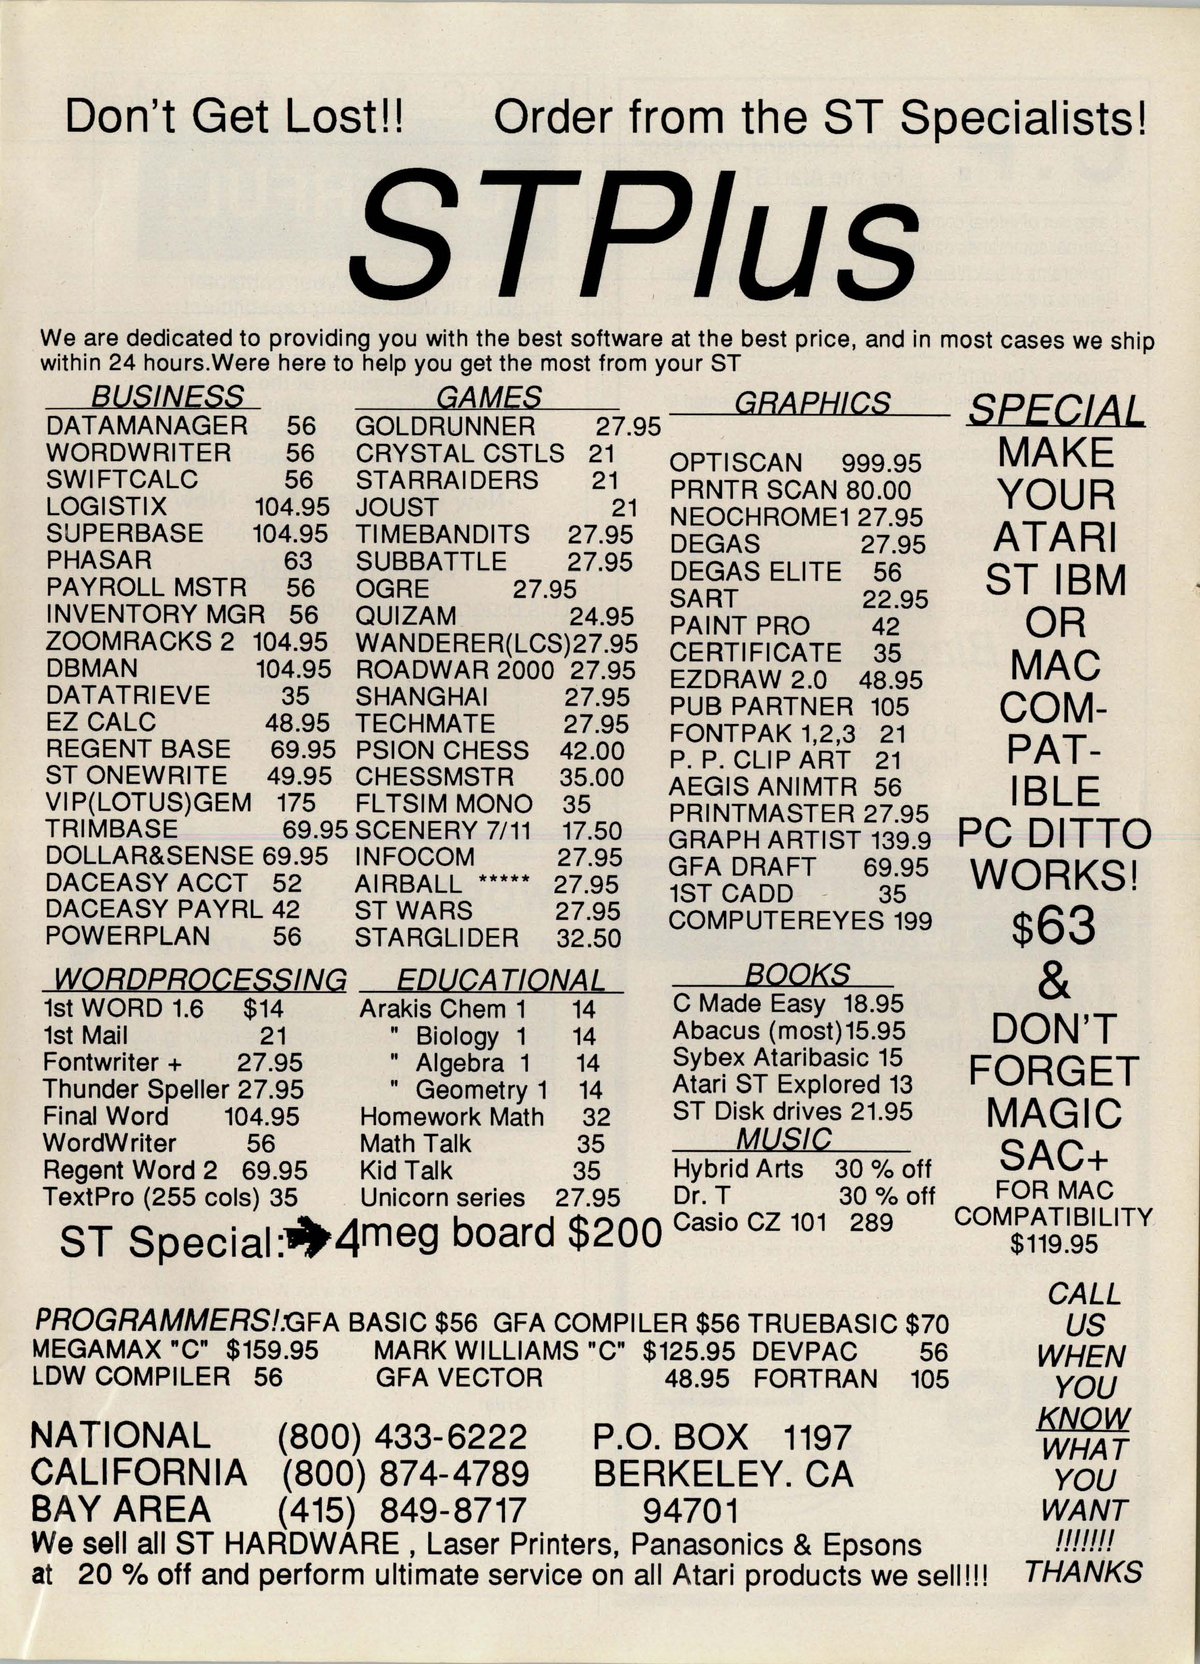 Don't Get Lost!! Order from the ST Specialists!
STPlus
We are dedicated to providing you with the best software at the best price, and in most cases we ship
within 24 hours.Were here to help you get the most from your ST
BUSINESS
DATAMANAGER 56
WORDWRITER 56
SWIFTCALC 56
LOGISTIX 104.95
SUPERBASE 104.95
PHASAR 63
PAYROLL MSTR 56
INVENTORY MGR 56
ZOOMRACKS 2 104.95
DBMAN 104.95
DATATRIEVE 35
EZ CALC 48.95
REGENT BASE 69.95
ST ONEWRITE 49.95
VIP(LOTUS)GEM 175
TRIMBASE 69.95
DOLLAR&SENSE 69.95
DACEASY ACCT 52
DACEASY PAYRL 42
POWERPLAN 56
GAMES
GOLDRUNNER 27.95
CRYSTAL CSTLS 21
STARRAIDERS 21
JOUST 21
TIMEBANDITS 27.95
SUBBATTLE 27.95
OGRE 27.95
QUIZAM 24.95
WANDERER(LCS)27.95
ROADWAR 2000 27.95
SHANGHAI 27.95
TECHMATE 27.95
PSION CHESS 42.00
CHESSMSTR 35.00
FLTSIM MONO 35
SCENERY 7/11 17.50
INFOCOM 27.95
AIRBALL ***** 27.95
ST WARS 27.95
STARGLIDER 32.50
GRAPHICS
OPTISCAN 999.95
PRNTR SCAN 80.00
NEOCHROME1 27.95
DEGAS 27.95
DEGAS ELITE 56
SART 22.95
PAINT PRO 42
CERTIFICATE 35
EZDRAW 2.0 48.95
PUB PARTNER 105
FONTPAK 1,2,3 21
P. P. CLIP ART 21
AEGIS ANIMTR 56
PRINTMASTER 27.95
GRAPH ARTIST 139.9
GFA DRAFT 69.95
1ST CADD 35
COMPUTEREYES 199
SPECIAL
MAKE
YOUR
ATARI
ST IBM
OR
MAC
COM-
PAT-
IBLE
PC DITTO
WORKS!
$63
&
DON'T
FORGET
MAGIC
SAC+
FOR MAC
COMPATIBILITY
$119.95
WORDPROCESSING
1st WORD 1.6 $14
1st Mail 21
Fontwriter + 27.95
Thunder Speller 27.95
Final Word 104.95
WordWriter 56
Regent Word 2 69.95
TextPro (255 cols) 35
EDUCATIONAL
Arakis Chem 1 14
" Biology 1 14
" Algebra 1 14
" Geometry 1 14
Homework Math 32
Math Talk 35
Kid Talk 35
Unicorn series 27.95
BOOKS
C Made Easy 18.95
Abacus (most)15.95
Sybex Ataribasic 15
Atari ST Explored 13
ST Disk drives 21.95
MUSIC
Hybrid Arts 30 % off
Dr. T 30 % off
Casio CZ 101 289
ST Special: 4meg board $200
PROGRAMMERS!:GFA BASIC $56 GFA COMPILER $56 TRUEBASIC $70
MEGAMAX "C" $159.95 MARK WILLIAMS "C" $125.95 DEVPAC 56
LDW COMPILER 56 GFA VECTOR 48.95 FORTRAN 105
NATIONAL (800) 433-6222 P.O. BOX 1197
CALIFORNIA (800) 874-4789 BERKELEY. CA
BAY AREA (415) 849-8717 94701
We sell all ST HARDWARE , Laser Printers, Panasonics & Epsons
at 20 % off and perform ultimate service on all Atari products we sell!!!
CALL
US
WHEN
YOU
KNOW
WHAT
YOU
WANT
!!!!!!!
THANKS